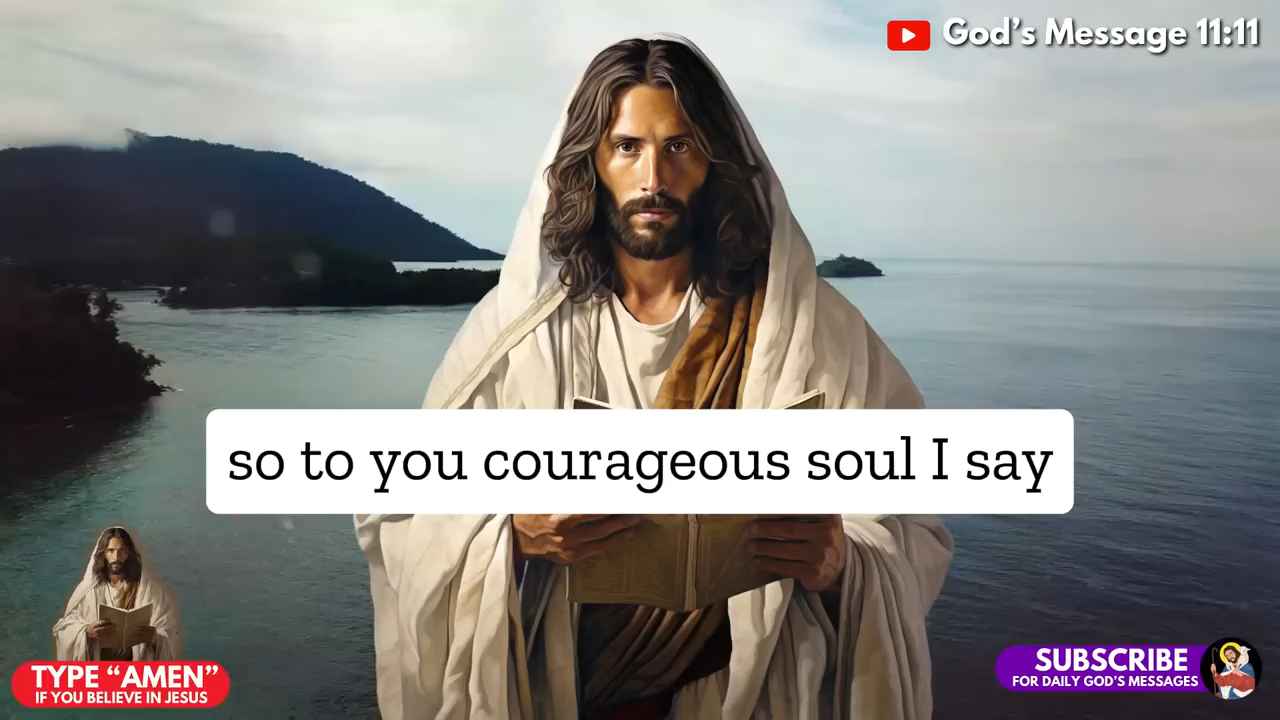 God's Message 11:11
so to you courageous soul I say
TYPE “AMEN”
IF YOU BELIEVE IN JESUS
SUBSCRIBE
FOR DAILY GOD'S MESSAGES